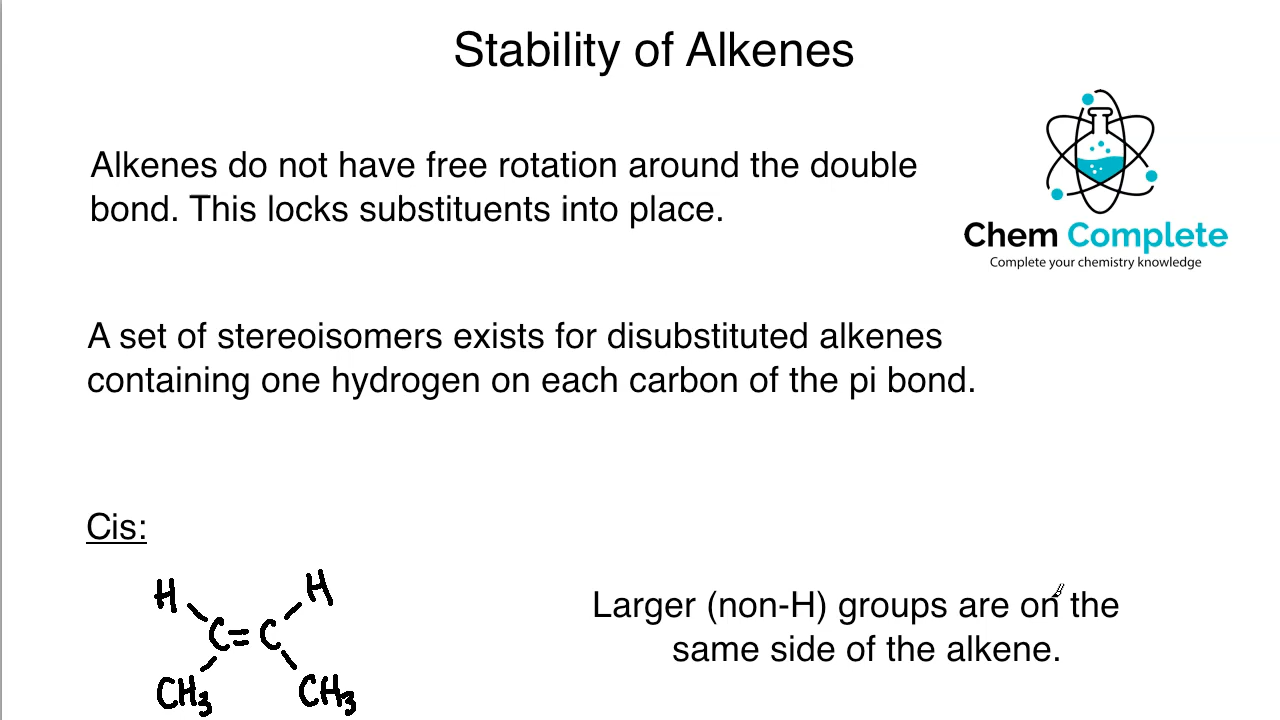 Stability of Alkenes
Alkenes do not have free rotation around the double
bond. This locks substituents into place.
Chem Complete
Complete your chemistry knowledge
A set of stereoisomers exists for disubstituted alkenes
containing one hydrogen on each carbon of the pi bond.
Cis:
H H
C=C
CH₃ CH₃
Larger (non-H) groups are on the
same side of the alkene.